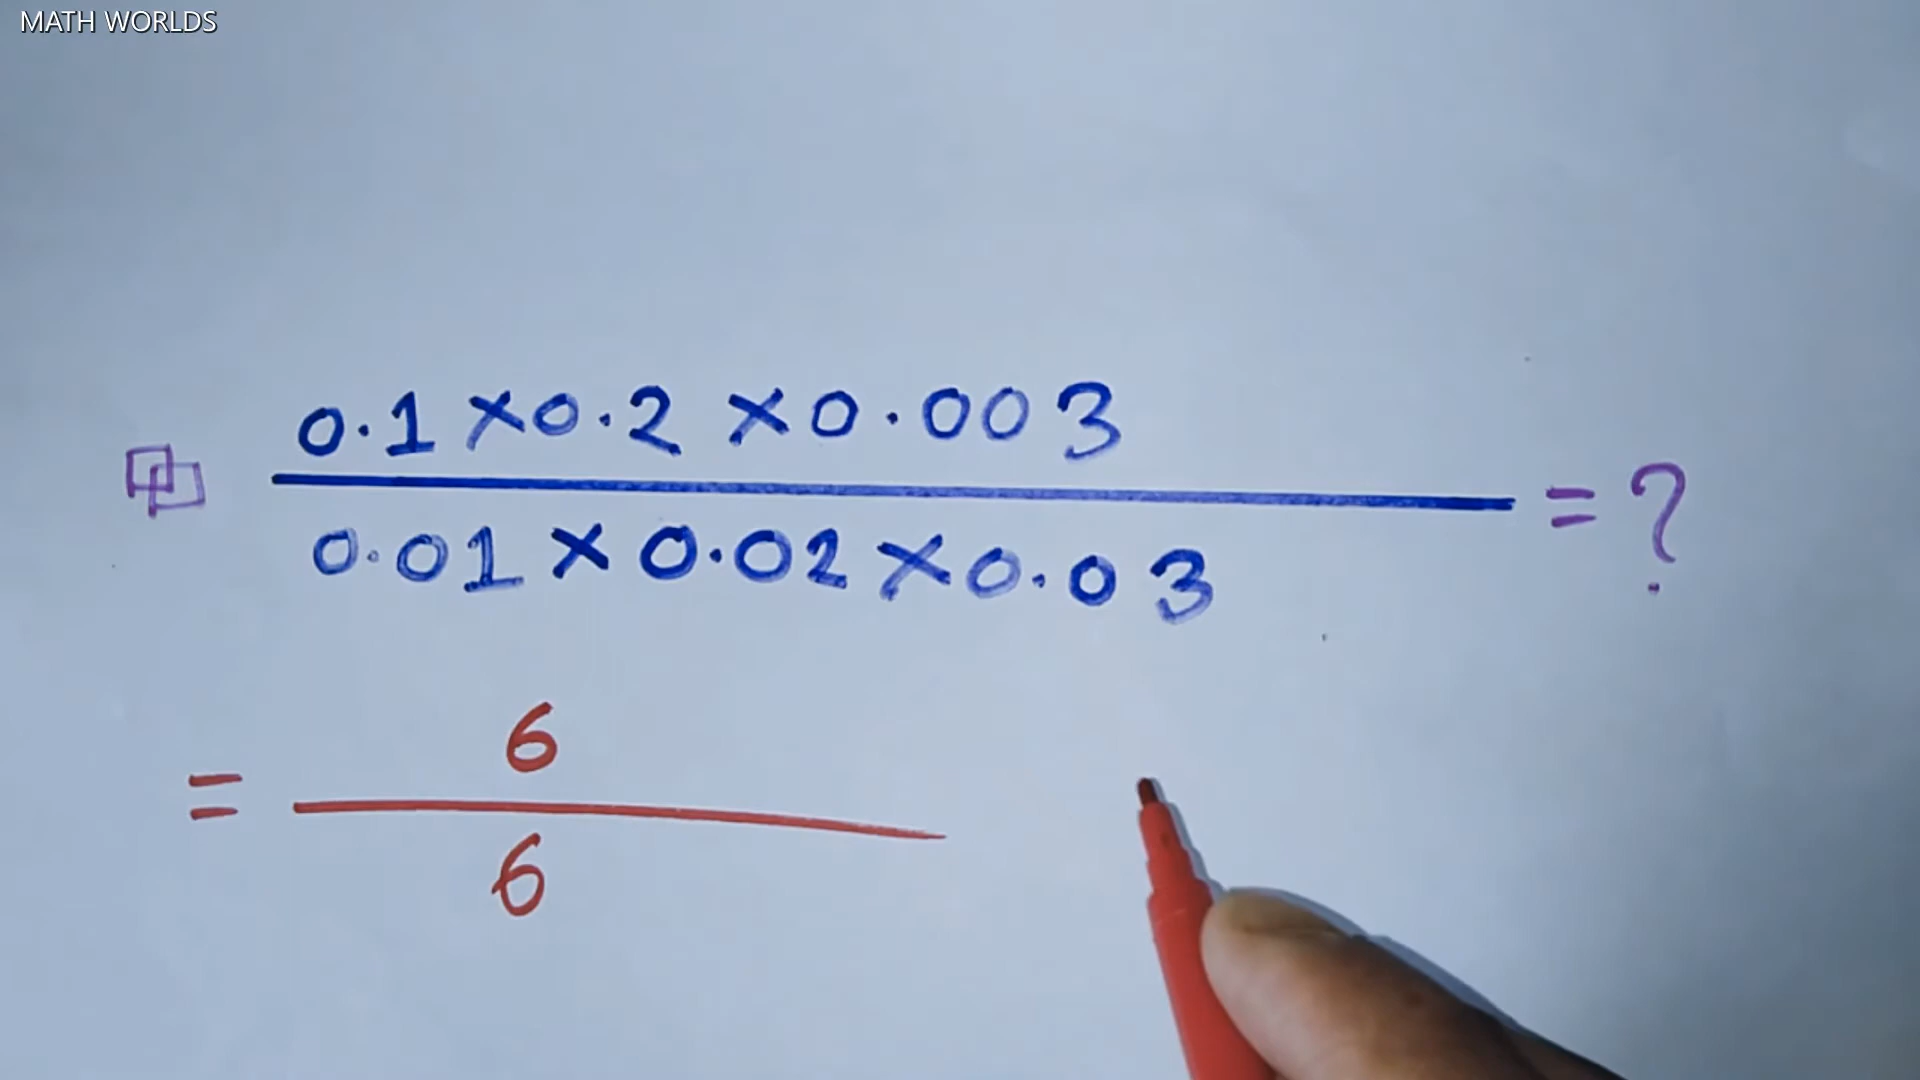 MATH WORLDS
0.1 × 0.2 × 0.003
0.01 × 0.02 × 0.03
= ?
= 6
6